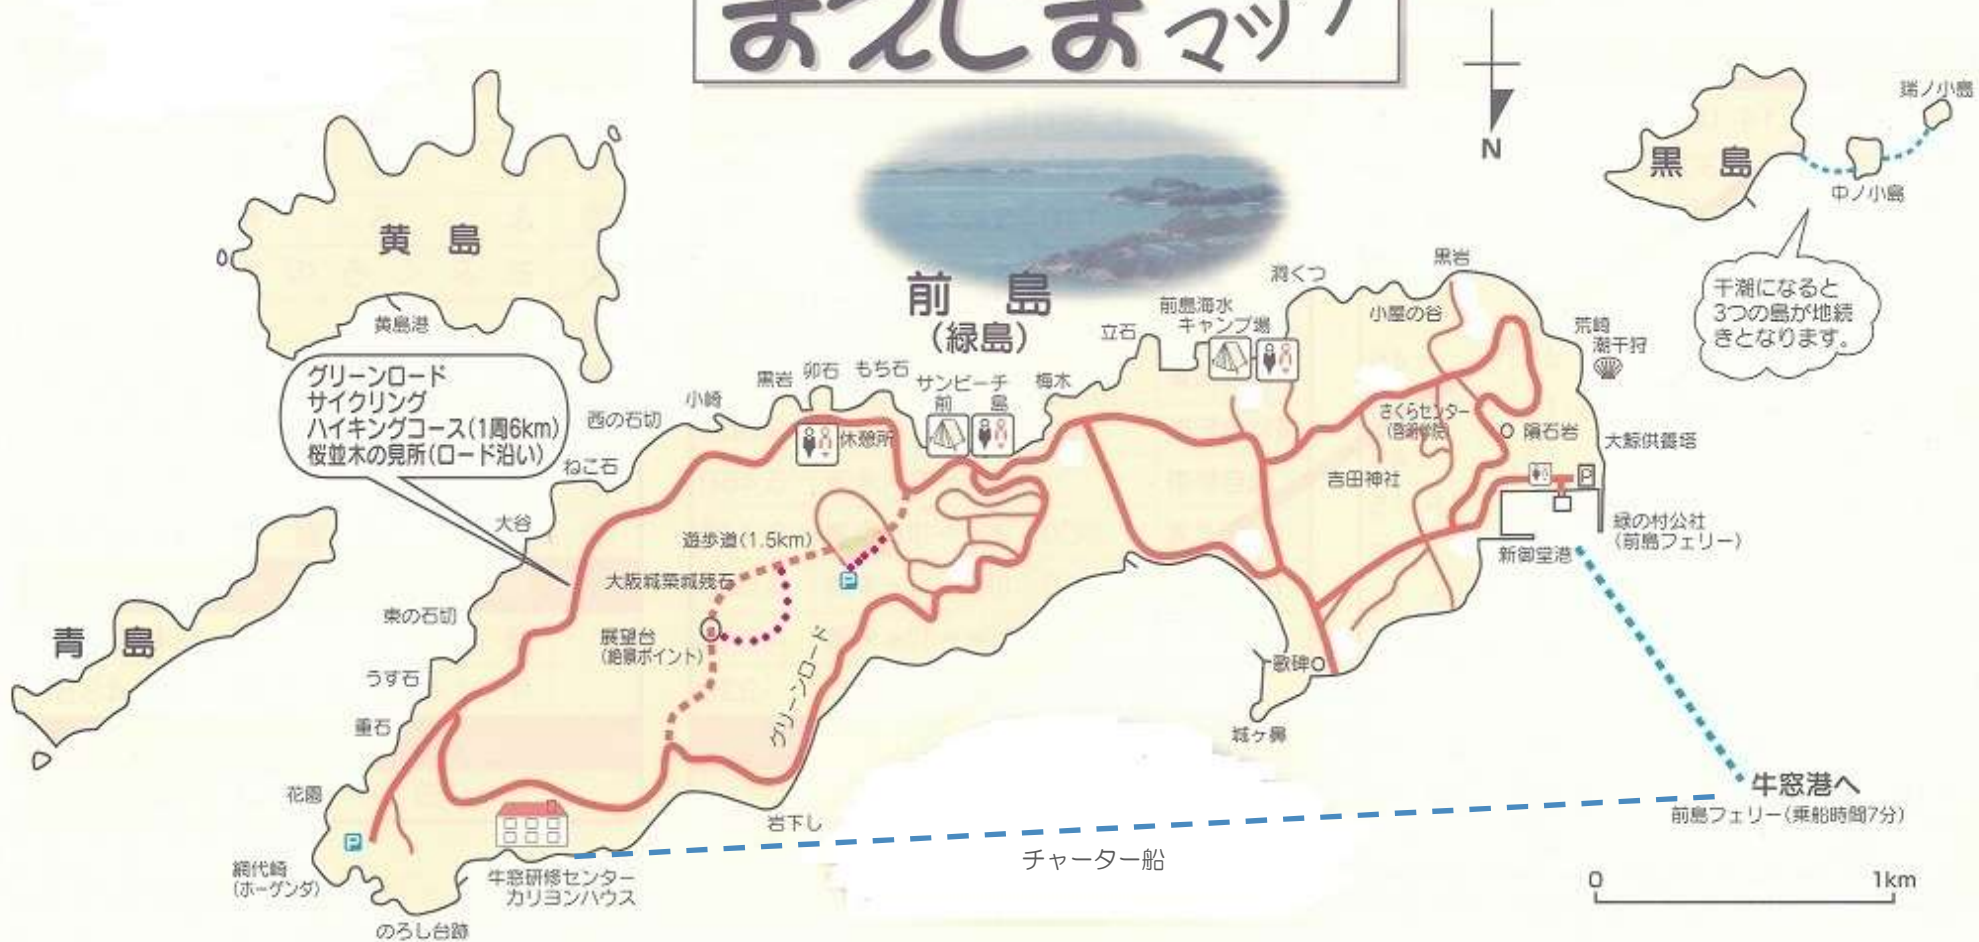 まえしまマップ
N
黒島
端ノ小島
中ノ小島
干潮になると
3つの島が地続
きとなります。
黄島
黄島港
前島
(緑島)
グリーンロード
サイクリング
ハイキングコース(1周6km)
桜並木の見所(ロード沿い)
青島
洞くつ
黒岩
前島海水
キャンプ場
立石
小屋の谷
荒崎
潮干狩
黒岩
卯石
もち石
サンビーチ
前島
梅木
小崎
西の石切
休憩所
ねこ石
さくらセンター
隕石岩
大鯨供養塔
吉田神社
P
大谷
緑の村公社
(前島フェリー)
新御堂港
遊歩道(1.5km)
大阪城築城残石
P
東の石切
展望台
(絶景ポイント)
グリーンロード
歌碑
うす石
重石
城ヶ鼻
花園
P
岩下し
牛窓港へ
前島フェリー(乗船時間7分)
チャーター船
網代崎
(ホーゲンダ)
牛窓研修センター
カリヨンハウス
のろし台跡
0 1km